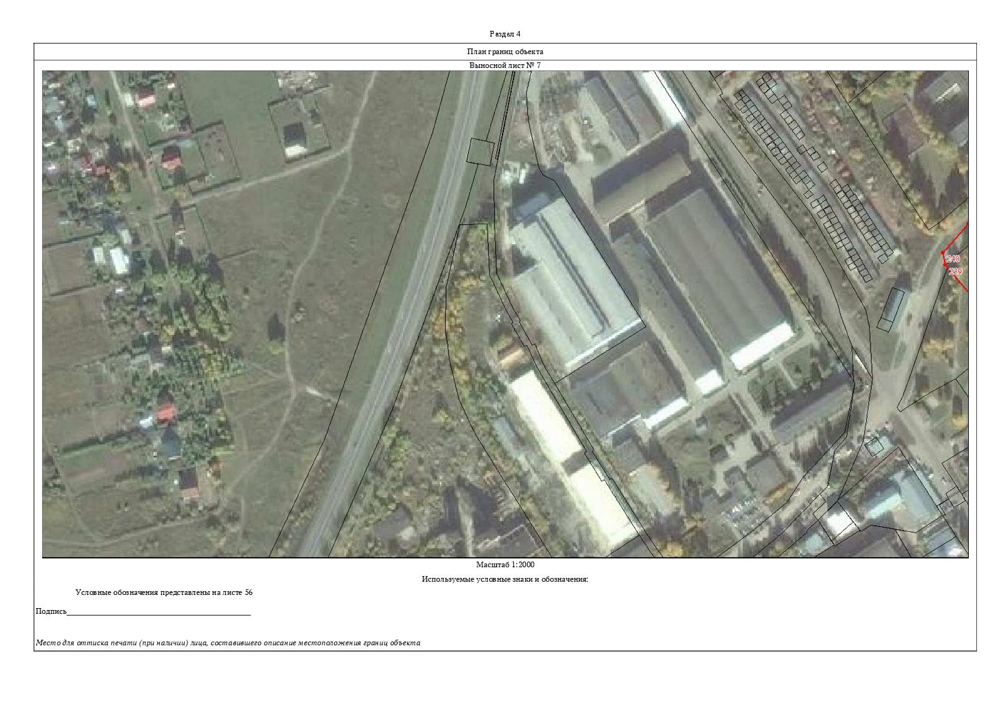 Раздел 4
План границ объекта
Выносной лист № 7
240
239
Масштаб 1:2000
Используемые условные знаки и обозначения:
Условные обозначения представлены на листе 56
Подпись
Место для оттиска печати (при наличии) лица, составившего описание местоположения границ объекта